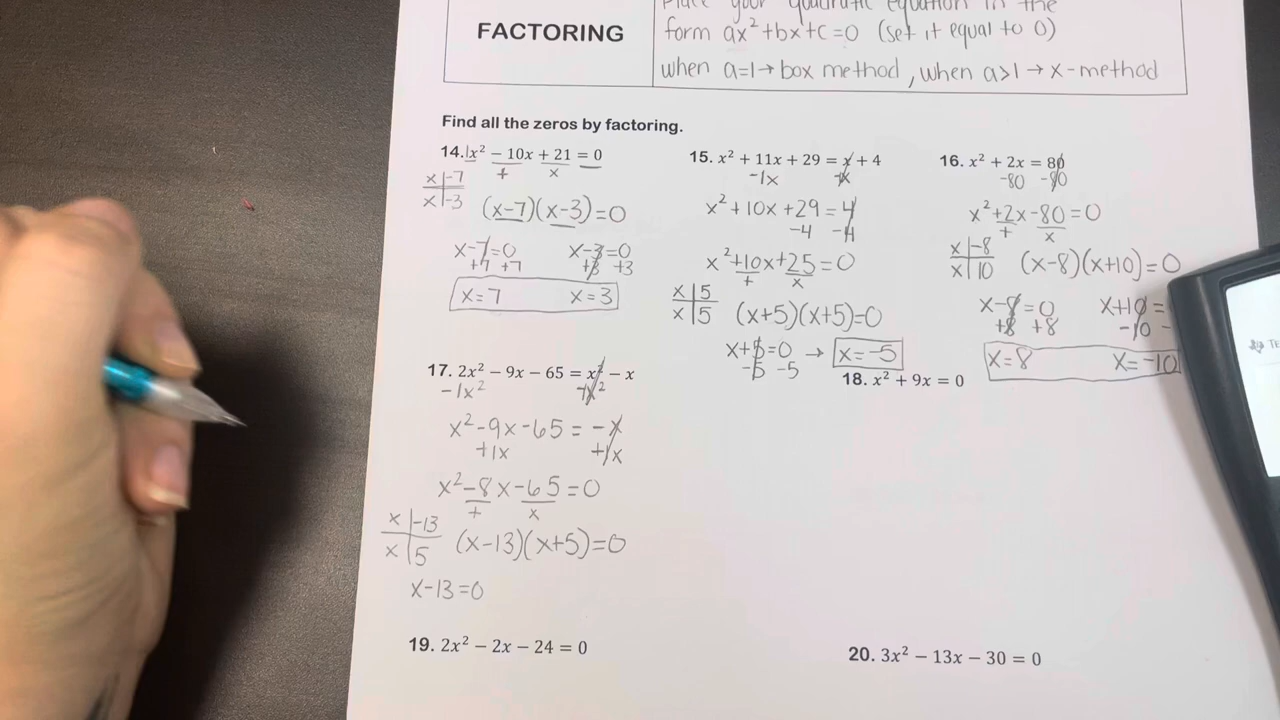 Place your quadratic equation in the
FACTORING
form ax²+bx+c=0 (set it equal to 0)
when a=1→box method, when a>1→ x-method
Find all the zeros by factoring.
14. 1x² − 10x + 21 = 0
+ x
x -7
x -3
(x-7)(x-3)=0
x-7=0 x-3=0
+7 +7 +3 +3
x=7 x=3
15. x² + 11x + 29 = x + 4
-1x -x
x²+10x+29=4
-4 -4
x²+10x+25=0
+ x
x 5
x 5
(x+5)(x+5)=0
x+5=0 → x=-5
-5 -5
16. x² + 2x = 80
-80 -80
x²+2x-80=0
+ x
x -8
x 10
(x-8)(x+10)=0
x-8=0 x+10=
+8 +8 -10 -
x=8 x=-10
17. 2x² − 9x − 65 = x² − x
-1x² -1x²
x²-9x-65=-x
+1x +1x
x²-8x-65=0
+ x
x -13
x 5
(x-13)(x+5)=0
x-13=0
18. x² + 9x = 0
19. 2x² − 2x − 24 = 0
20. 3x² − 13x − 30 = 0